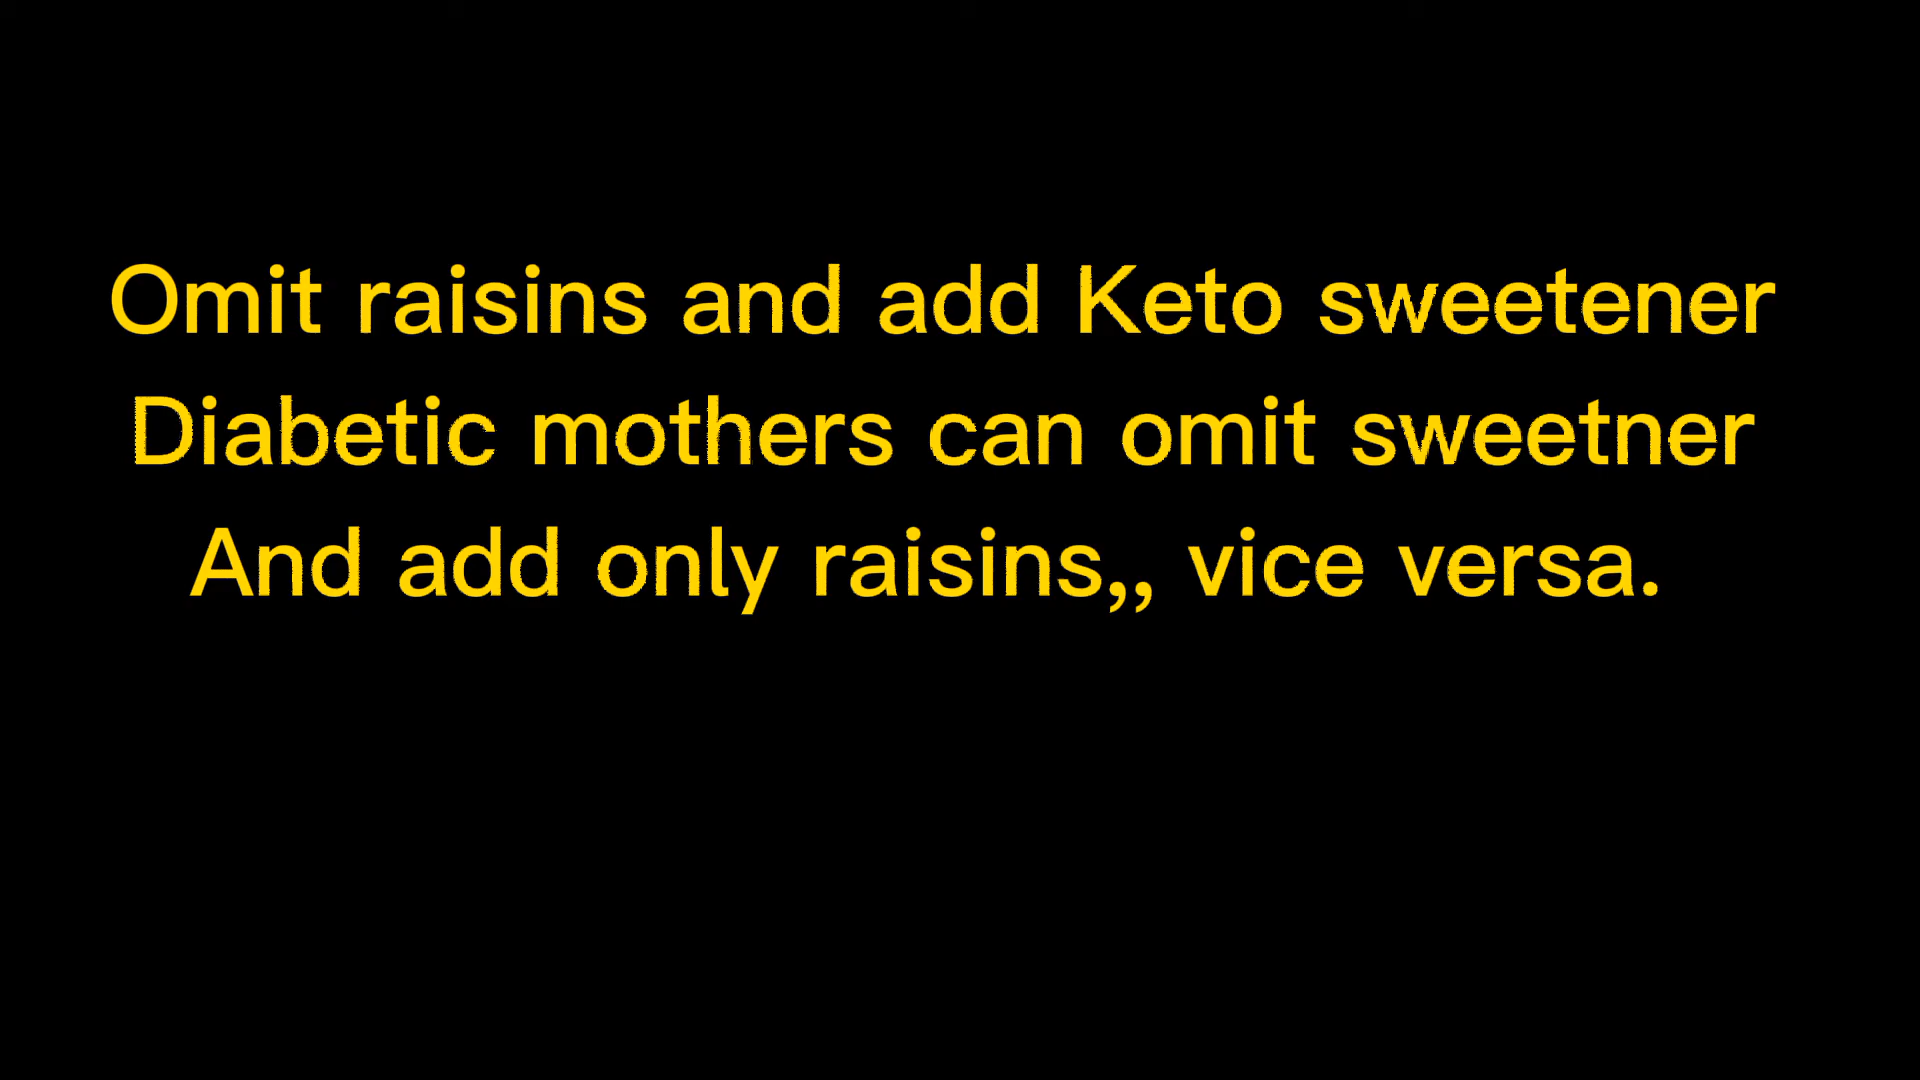 Omit raisins and add Keto sweetener
Diabetic mothers can omit sweetner
And add only raisins,, vice versa.